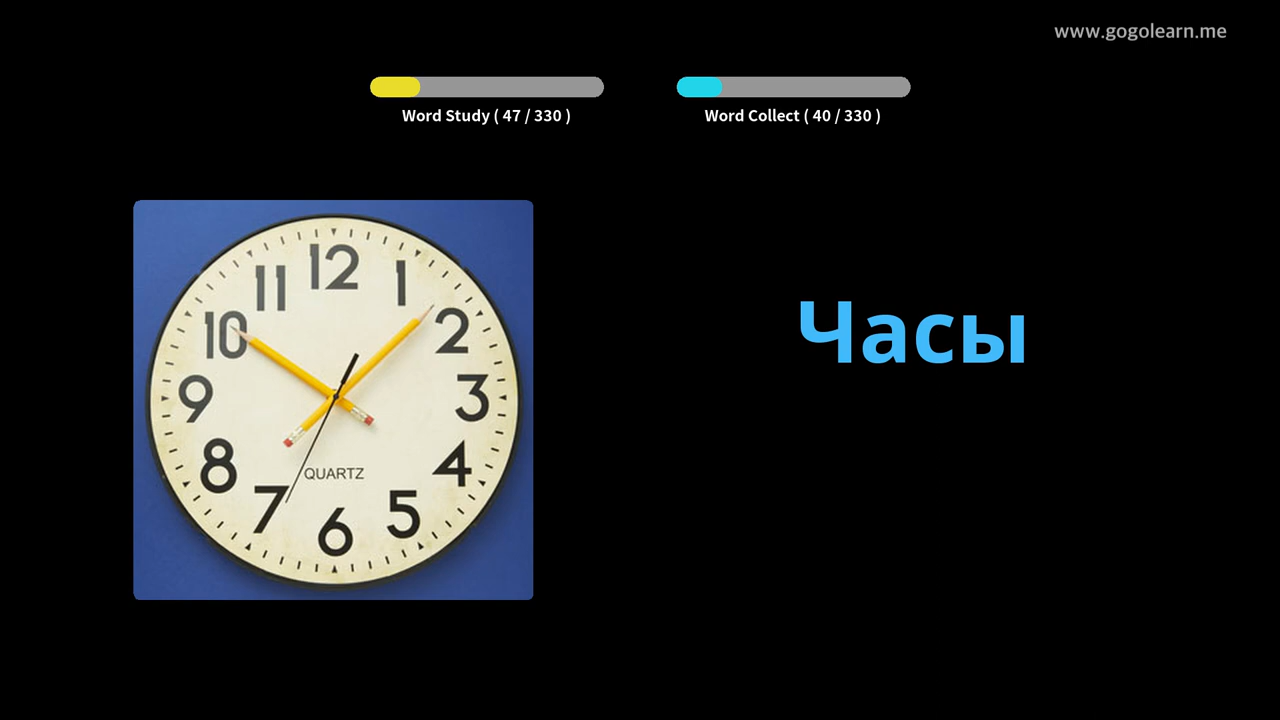 www.gogolearn.me
Word Study ( 47 / 330 )
Word Collect ( 40 / 330 )
12
11
1
10
2
9
3
8
4
QUARTZ
7
5
6
Часы